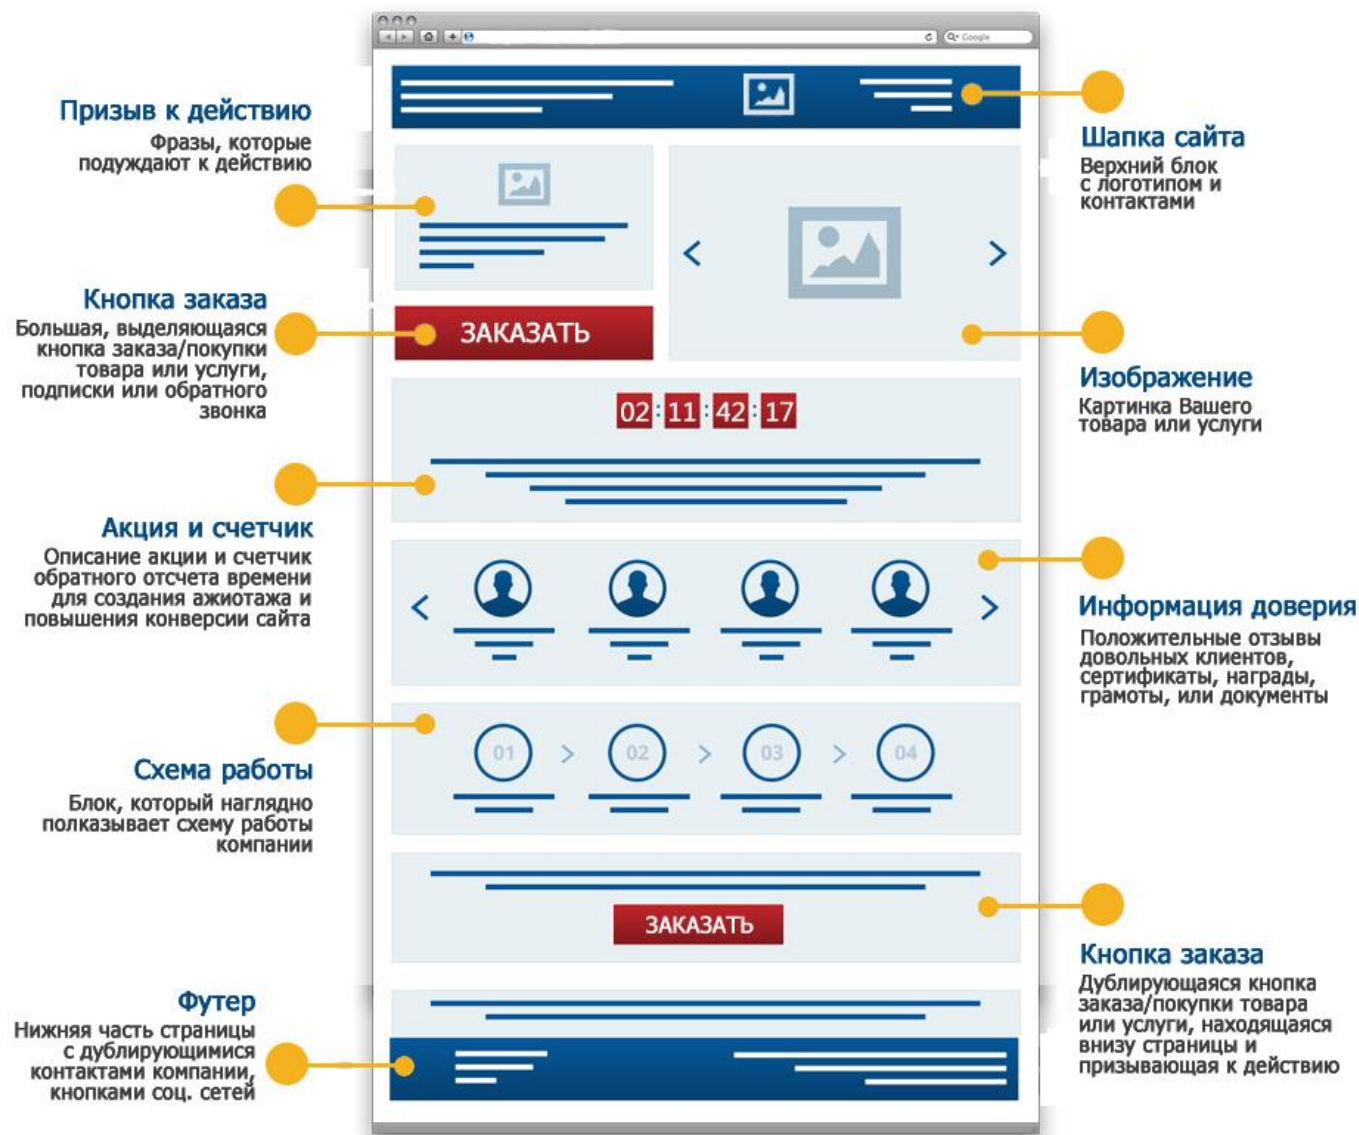 Google
Призыв к действию
Фразы, которые
подуждают к действию
Шапка сайта
Верхний блок
с логотипом и
контактами
Кнопка заказа
Большая, выделяющаяся
кнопка заказа/покупки
товара или услуги,
подписки или обратного
звонка
ЗАКАЗАТЬ
Изображение
Картинка Вашего
товара или услуги
02:11:42:17
Акция и счетчик
Описание акции и счетчик
обратного отсчета времени
для создания ажиотажа и
повышения конверсии сайта
Информация доверия
Положительные отзывы
довольных клиентов,
сертификаты, награды,
грамоты, или документы
01 > 02 > 03 > 04
Схема работы
Блок, который наглядно
полказывает схему работы
компании
ЗАКАЗАТЬ
Кнопка заказа
Дублирующаяся кнопка
заказа/покупки товара
или услуги, находящаяся
внизу страницы и
призывающая к действию
Футер
Нижняя часть страницы
с дублирующимися
контактами компании,
кнопками соц. сетей